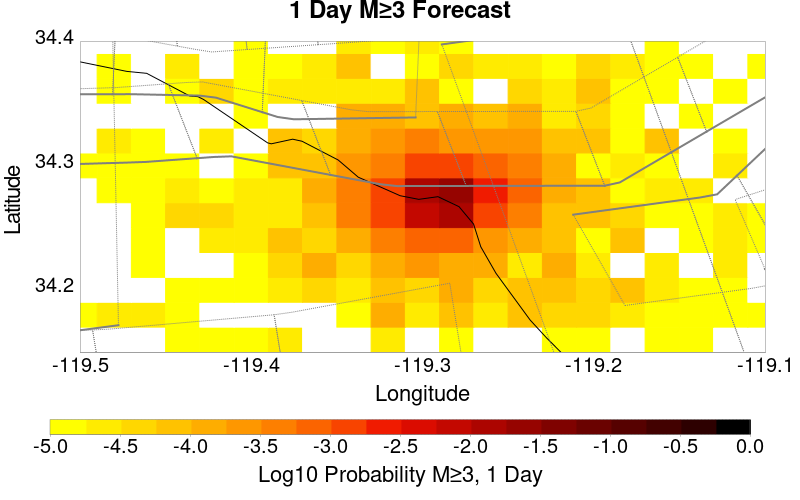 1 Day M≥3 Forecast
34.4
34.3
34.2
Latitude
-119.5 -119.4 -119.3 -119.2 -119.1
Longitude
-5.0 -4.5 -4.0 -3.5 -3.0 -2.5 -2.0 -1.5 -1.0 -0.5 0.0
Log10 Probability M≥3, 1 Day